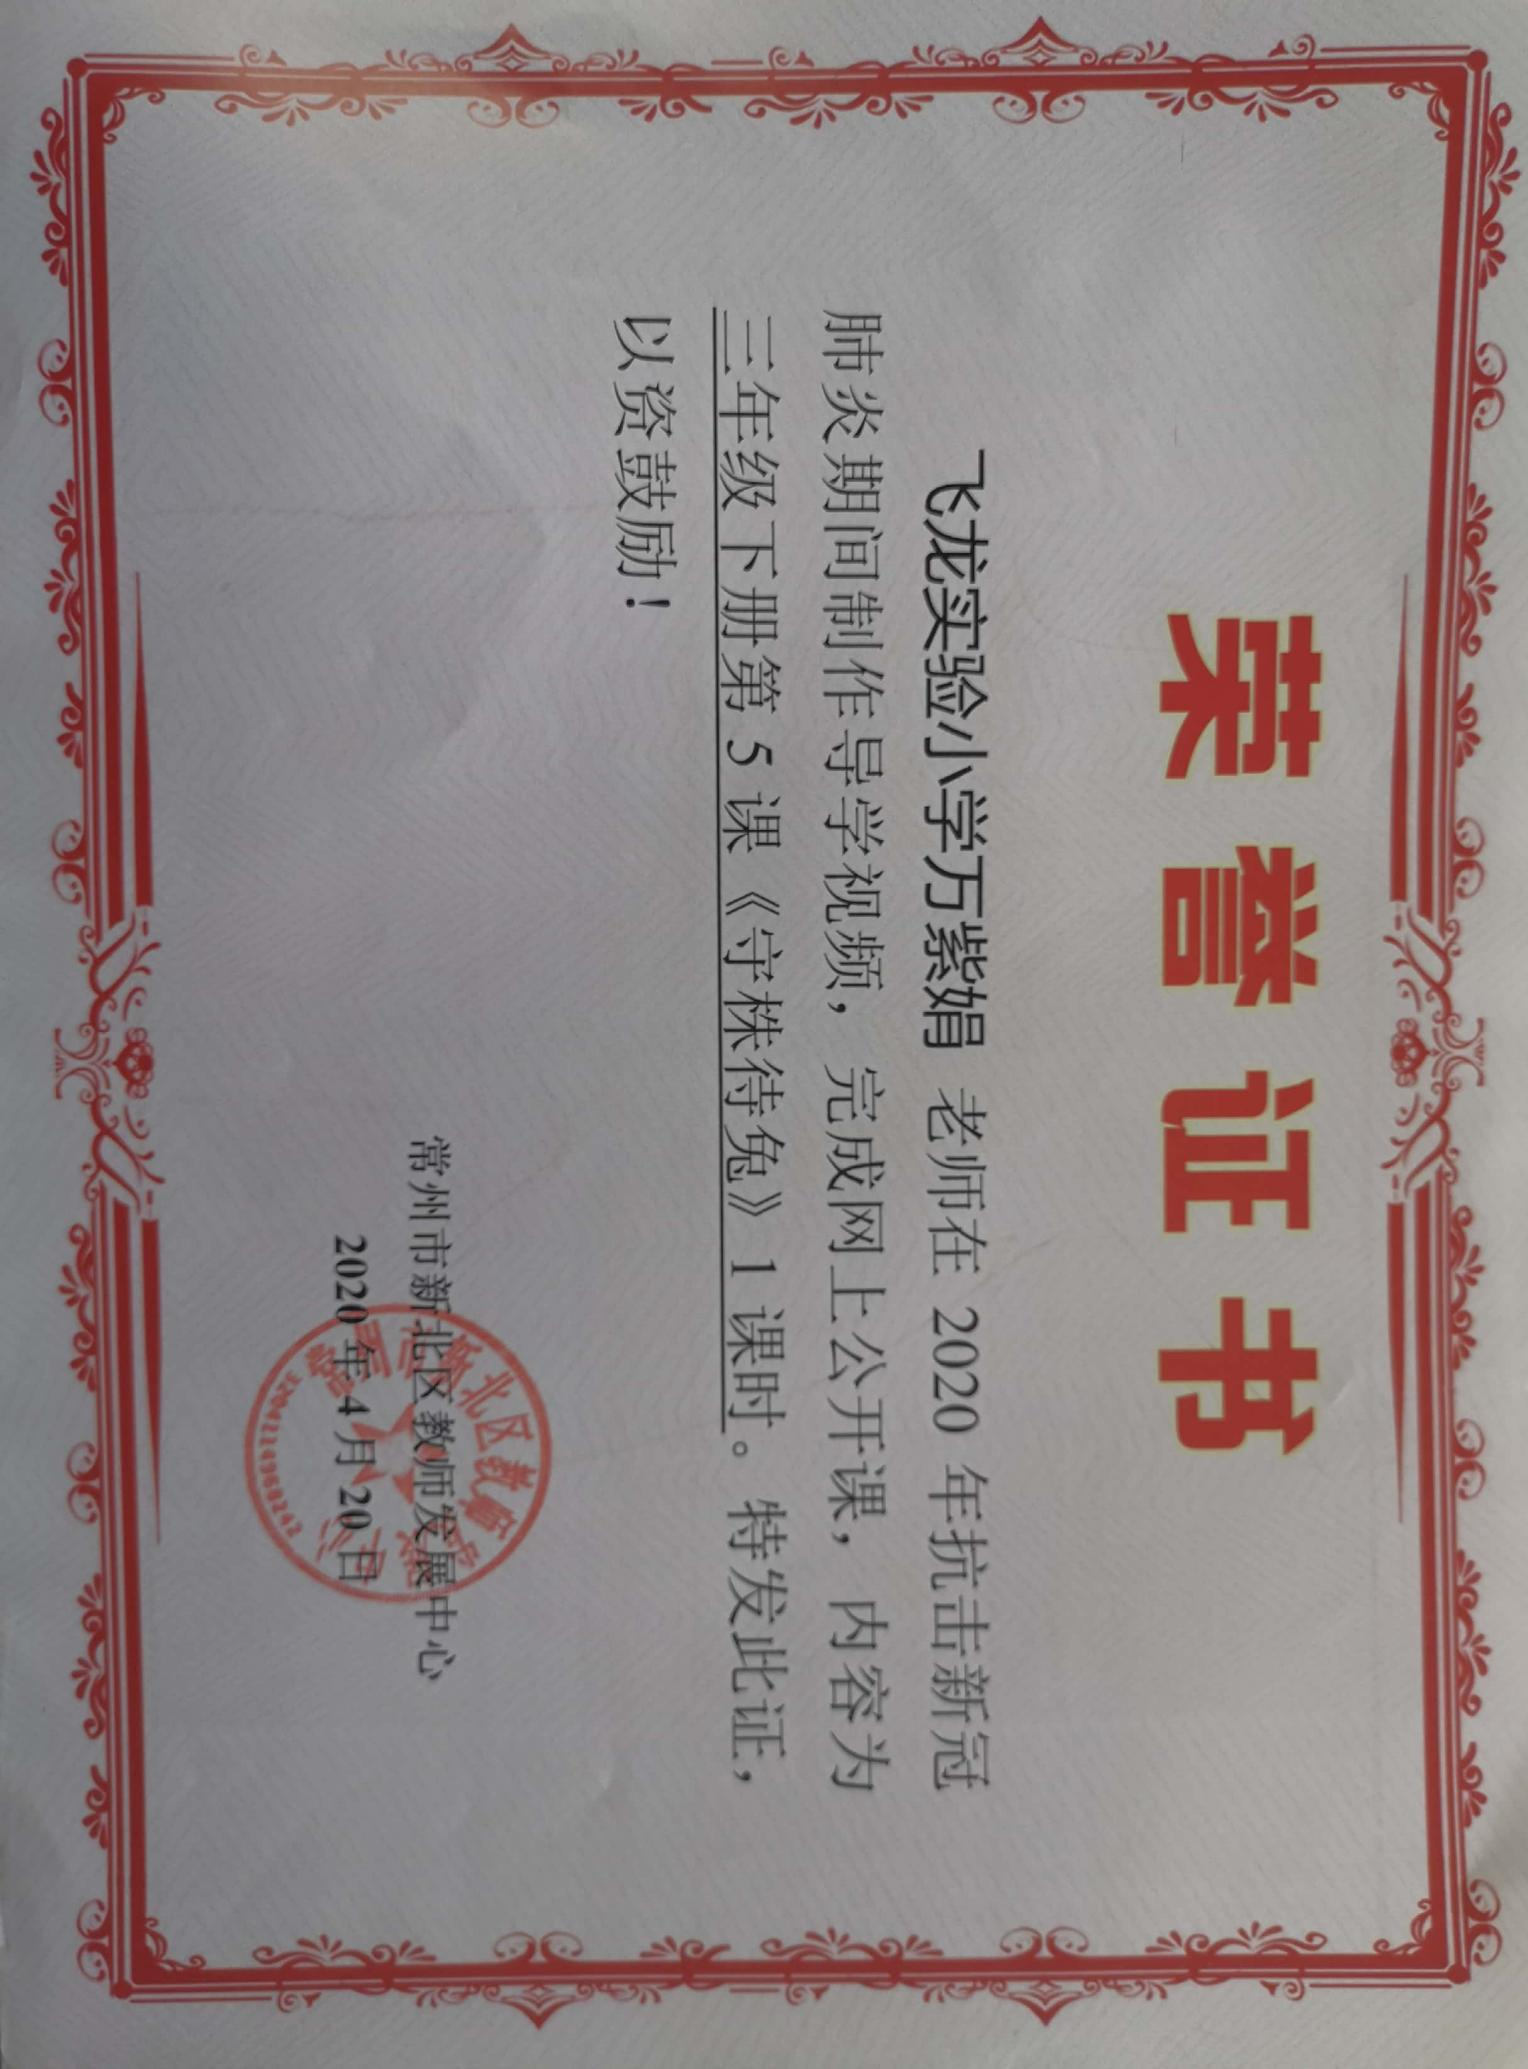 荣誉证书
飞龙实验小学万紫娟 老师在 2020 年抗击新冠
肺炎期间制作导学视频，完成网上公开课，内容为
三年级下册第 5 课《守株待兔》1 课时。特发此证，
以资鼓励！
常州市新北区教师发展中心
2020 年 4 月 20 日